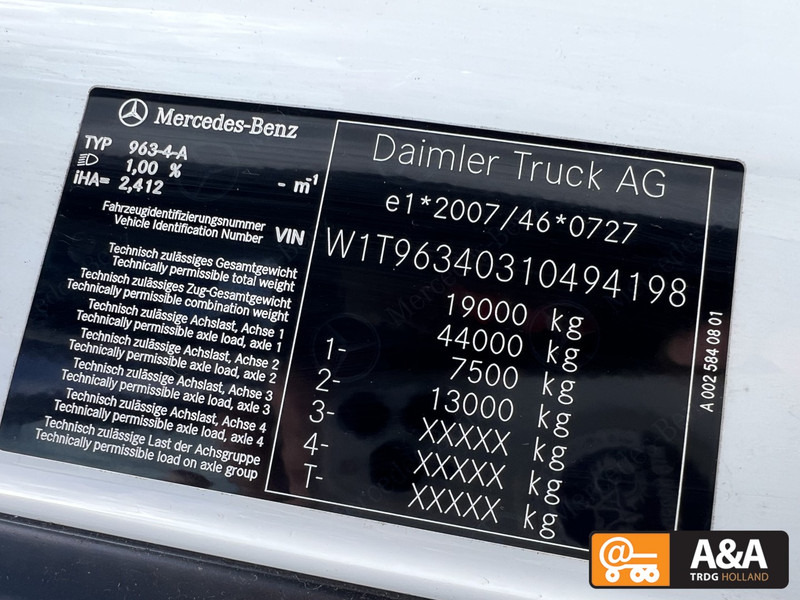 Mercedes-Benz
TYP 963-4-A
1,00 %
iHA= 2,412 - m⁻¹
Fahrzeugidentifizierungsnummer
Vehicle Identification Number VIN
Technisch zulässiges Gesamtgewicht
Technically permissible total weight
Technisch zulässiges Zug-Gesamtgewicht
Technically permissible combination weight
Technisch zulässige Achslast, Achse 1
Technically permissible axle load, axle 1
Technisch zulässige Achslast, Achse 2
Technically permissible axle load, axle 2
Technisch zulässige Achslast, Achse 3
Technically permissible axle load, axle 3
Technisch zulässige Achslast, Achse 4
Technically permissible axle load, axle 4
Technisch zulässige Last der Achsgruppe
Technically permissible load on axle group
Daimler Truck AG
e1*2007/46*0727
W1T96340310494198
19000 kg
44000 kg
1- 7500 kg
2- 13000 kg
3- XXXXX kg
4- XXXXX kg
T- XXXXX kg
A 002 584 08 01
A&A
TRDG HOLLAND